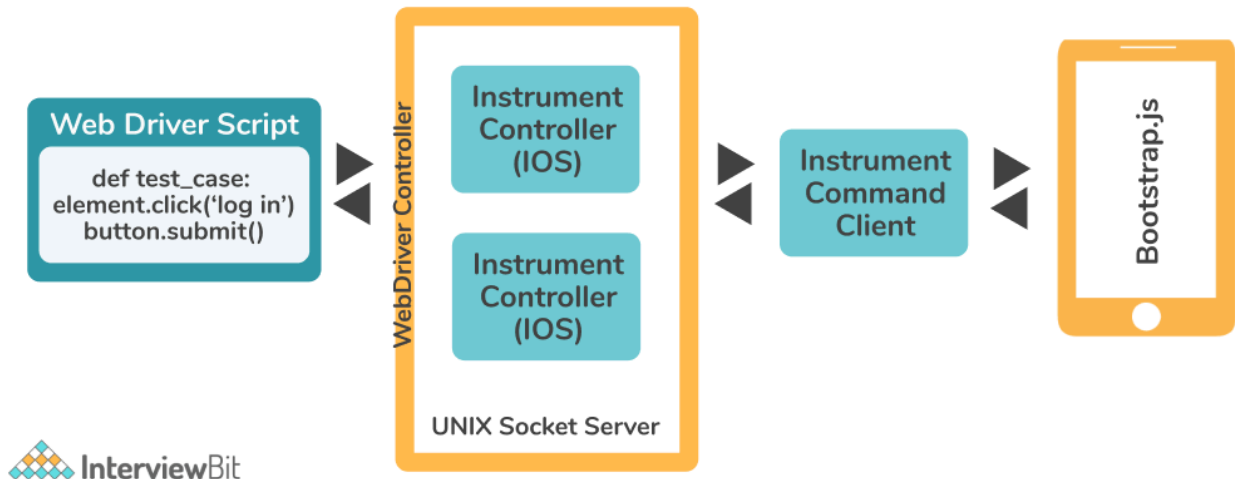 Web Driver Script
def test_case:
element.click(‘log in’)
button.submit()
WebDriver Controller
Instrument
Controller
(IOS)
Instrument
Controller
(IOS)
UNIX Socket Server
Instrument
Command
Client
Bootstrap.js
InterviewBit